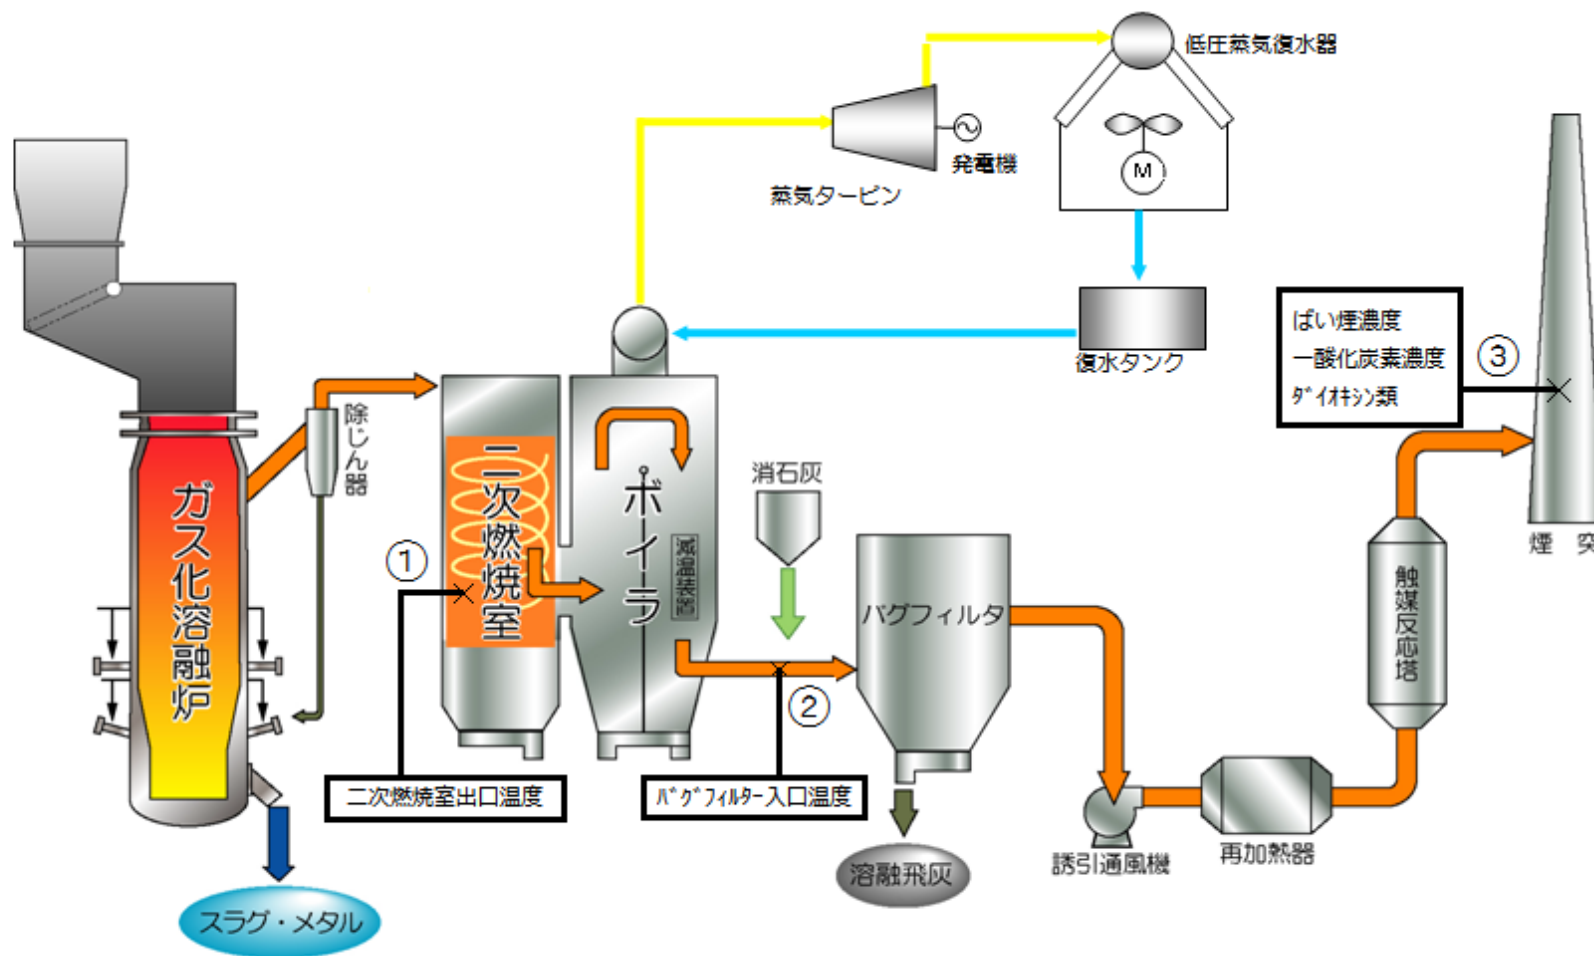 低圧蒸気復水器
発電機
M
蒸気タービン
復水タンク
ばい煙濃度
一酸化炭素濃度
ﾀﾞｲｵｷｼﾝ類
③
煙 突
除じん器
ガス化溶融炉
二次燃焼室
ボイラ
減温装置
消石灰
①
②
バグフィルタ
触媒反応塔
二次燃焼室出口温度
ﾊﾞｸﾞﾌｨﾙﾀｰ入口温度
誘引通風機
再加熱器
溶融飛灰
スラグ・メタル